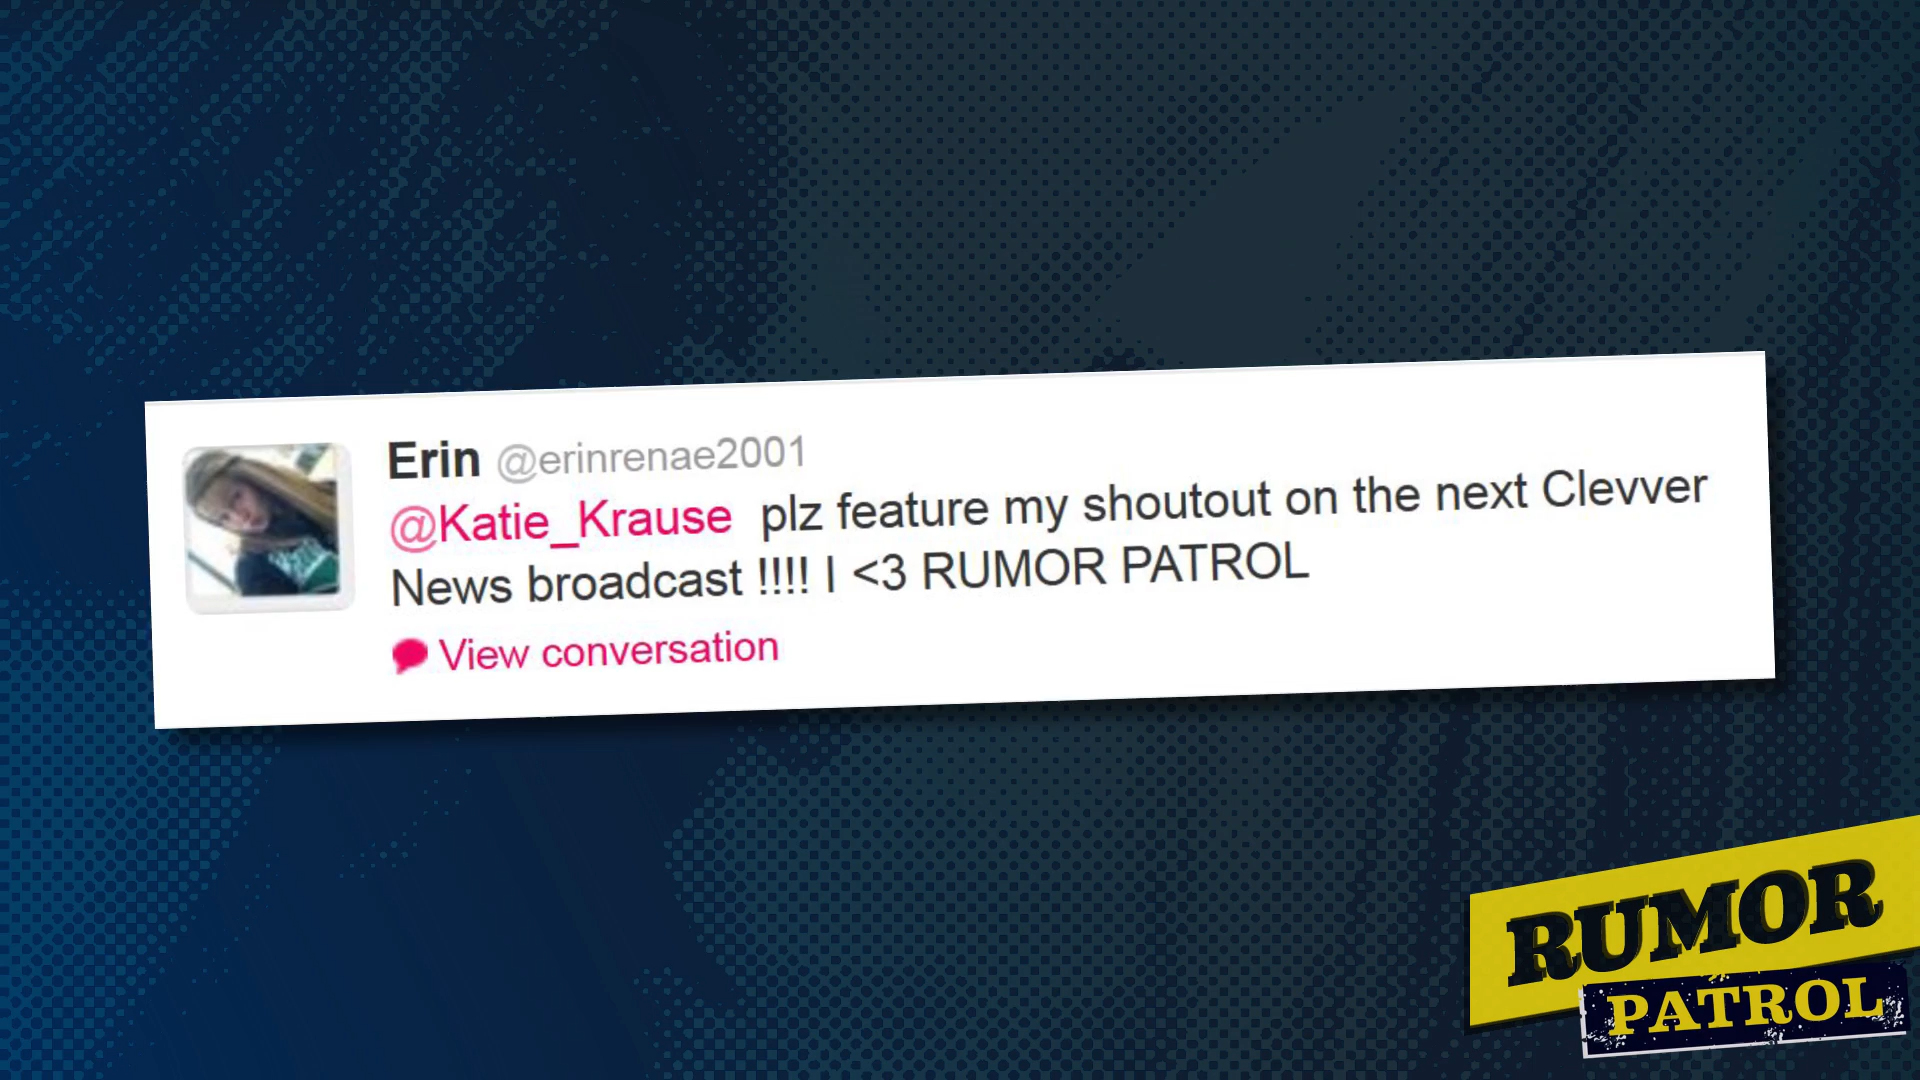 Erin @erinrenae2001
@Katie_Krause plz feature my shoutout on the next Clevver
News broadcast !!!! I <3 RUMOR PATROL
View conversation
RUMOR
PATROL